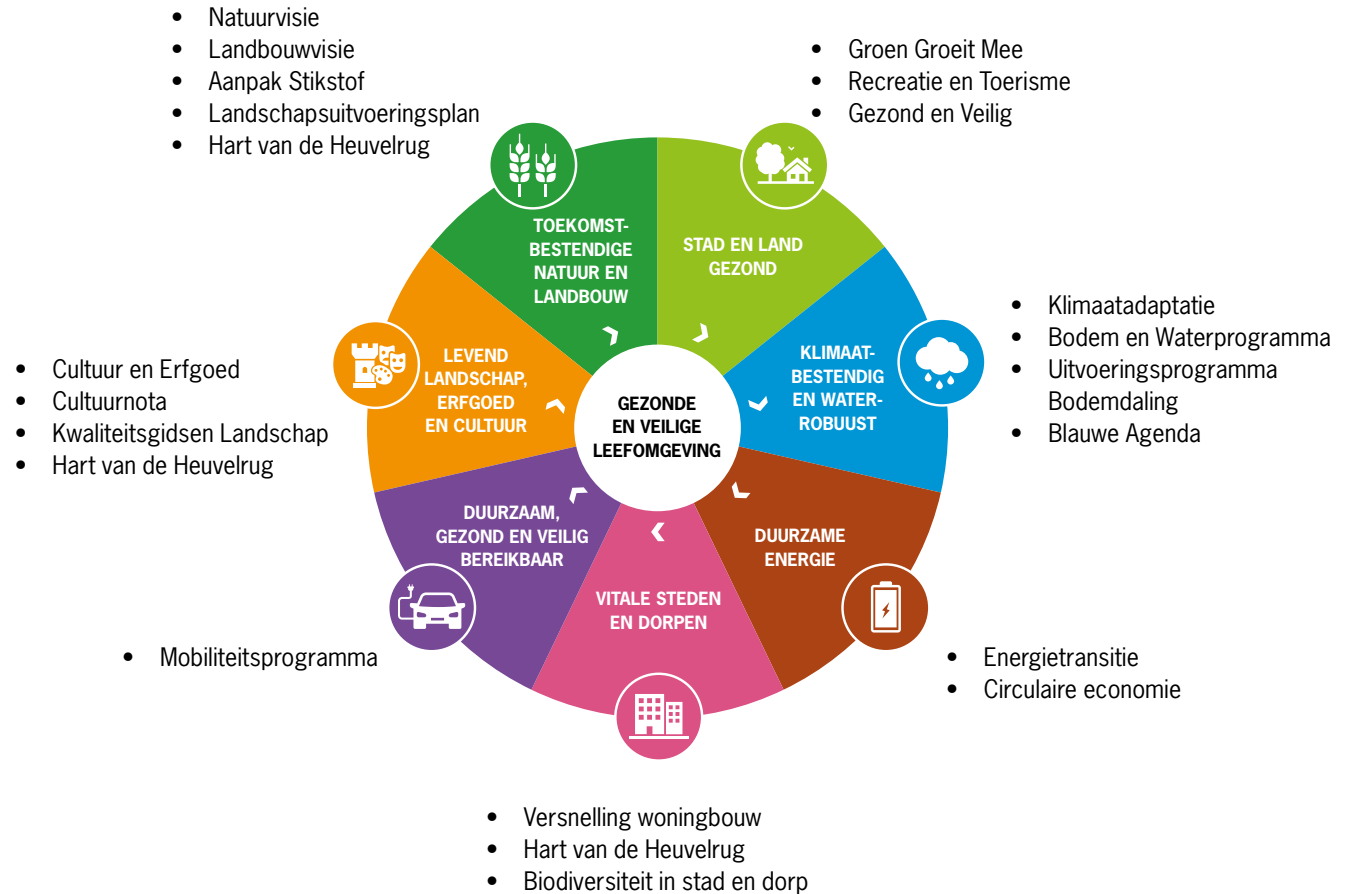 • Natuurvisie
• Landbouwvisie
• Aanpak Stikstof
• Landschapsuitvoeringsplan
• Hart van de Heuvelrug
• Groen Groeit Mee
• Recreatie en Toerisme
• Gezond en Veilig
TOEKOMST-
BESTENDIGE
NATUUR EN
LANDBOUW
STAD EN LAND
GEZOND
• Klimaatadaptatie
• Bodem en Waterprogramma
• Uitvoeringsprogramma
Bodemdaling
• Blauwe Agenda
KLIMAAT-
BESTENDIG
EN WATER-
ROBUUST
LEVEND
LANDSCHAP,
ERFGOED
EN CULTUUR
• Cultuur en Erfgoed
• Cultuurnota
• Kwaliteitsgidsen Landschap
• Hart van de Heuvelrug
GEZONDE
EN VEILIGE
LEEFOMGEVING
DUURZAAM,
GEZOND EN VEILIG
BEREIKBAAR
DUURZAME
ENERGIE
VITALE STEDEN
EN DORPEN
• Mobiliteitsprogramma
• Energietransitie
• Circulaire economie
• Versnelling woningbouw
• Hart van de Heuvelrug
• Biodiversiteit in stad en dorp